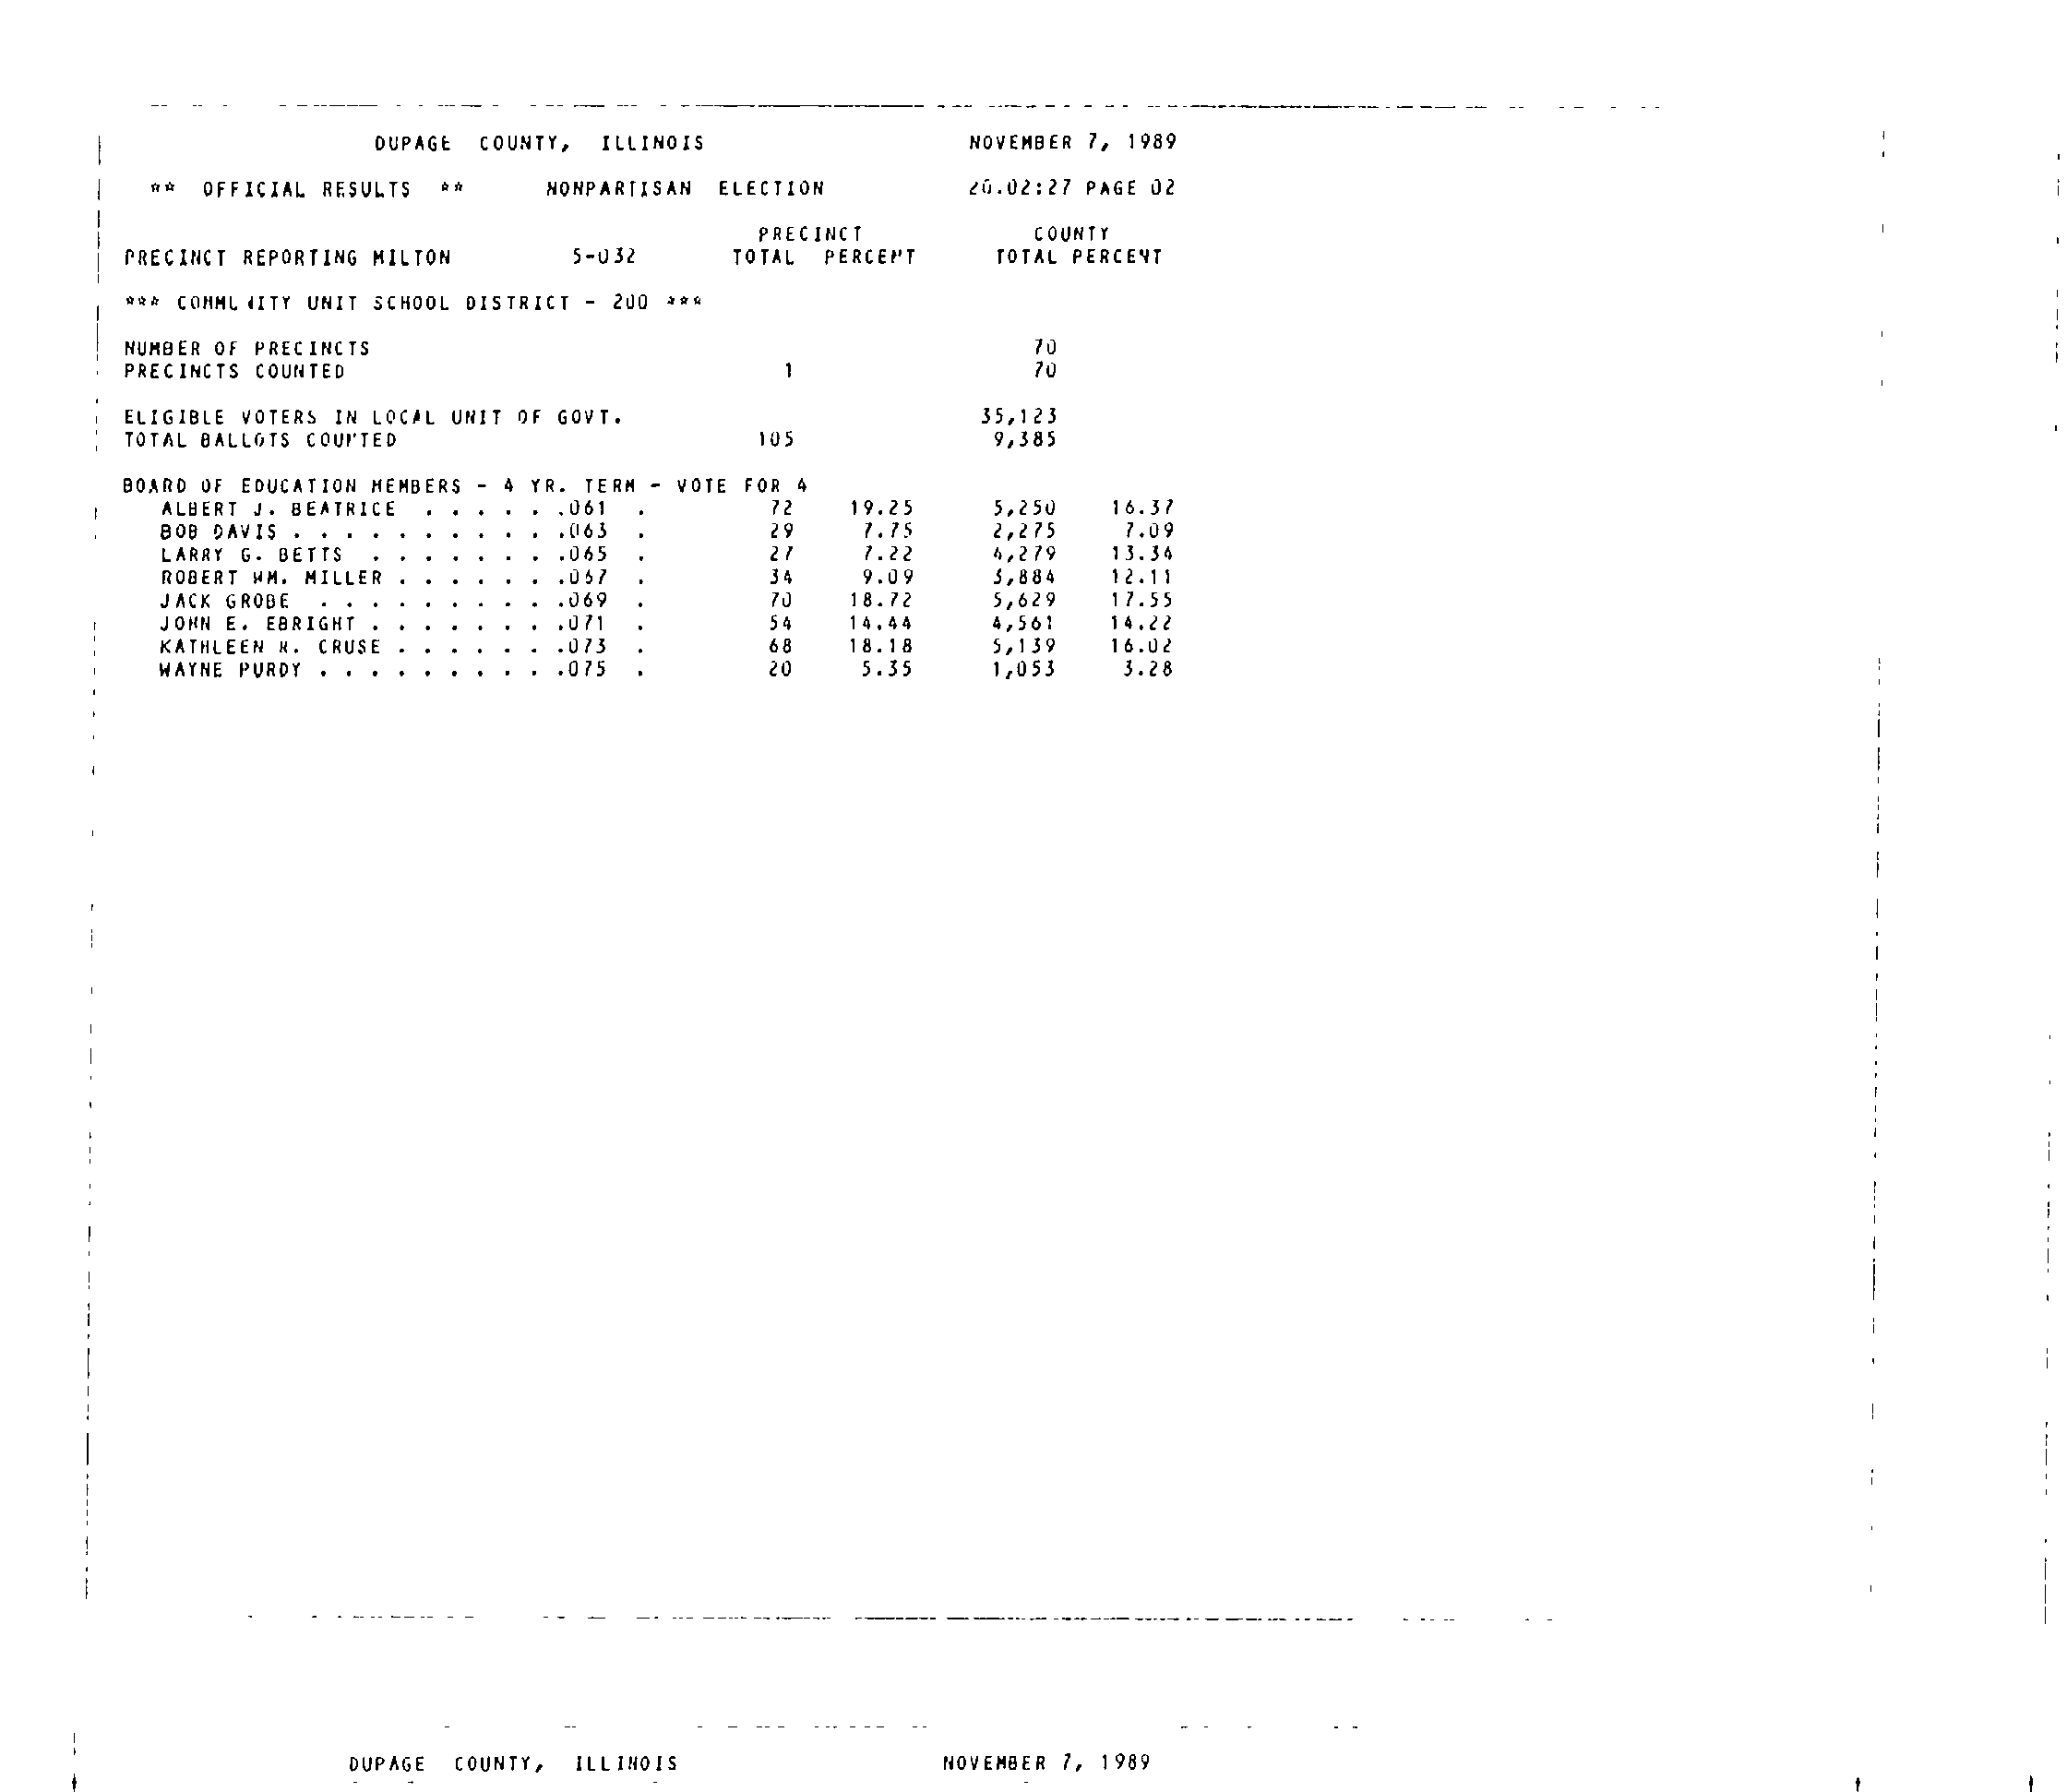 DUPAGE COUNTY, ILLINOIS NOVEMBER 7, 1989
** OFFICIAL RESULTS ** NONPARTISAN ELECTION 20.02:27 PAGE 02
PRECINCT COUNTY
PRECINCT REPORTING MILTON 5-032 TOTAL PERCENT TOTAL PERCENT
*** COMMUNITY UNIT SCHOOL DISTRICT - 200 ***
NUMBER OF PRECINCTS 70
PRECINCTS COUNTED 1 70
ELIGIBLE VOTERS IN LOCAL UNIT OF GOVT. 35,123
TOTAL BALLOTS COUNTED 105 9,385
BOARD OF EDUCATION MEMBERS - 4 YR. TERM - VOTE FOR 4
ALBERT J. BEATRICE . . . . . .061 . 72 19.25 5,250 16.37
BOB DAVIS . . . . . . . . . . .063 . 29 7.75 2,275 7.09
LARRY G. BETTS . . . . . . . .065 . 27 7.22 4,279 13.34
ROBERT WM. MILLER . . . . . . .067 . 34 9.09 3,884 12.11
JACK GROBE . . . . . . . . . .069 . 70 18.72 5,629 17.55
JOHN E. EBRIGHT . . . . . . . .071 . 54 14.44 4,561 14.22
KATHLEEN R. CRUSE . . . . . . .073 . 68 18.18 5,139 16.02
WAYNE PURDY . . . . . . . . . .075 . 20 5.35 1,053 3.28
DUPAGE COUNTY, ILLINOIS NOVEMBER 7, 1989